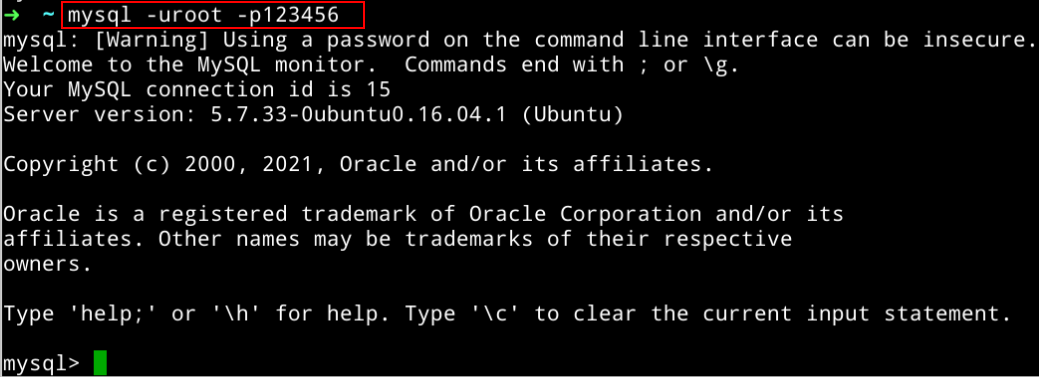 ➜ ~ mysql -uroot -p123456
mysql: [Warning] Using a password on the command line interface can be insecure.
Welcome to the MySQL monitor.  Commands end with ; or \g.
Your MySQL connection id is 15
Server version: 5.7.33-0ubuntu0.16.04.1 (Ubuntu)
Copyright (c) 2000, 2021, Oracle and/or its affiliates.
Oracle is a registered trademark of Oracle Corporation and/or its
affiliates. Other names may be trademarks of their respective
owners.
Type 'help;' or '\h' for help. Type '\c' to clear the current input statement.
mysql>